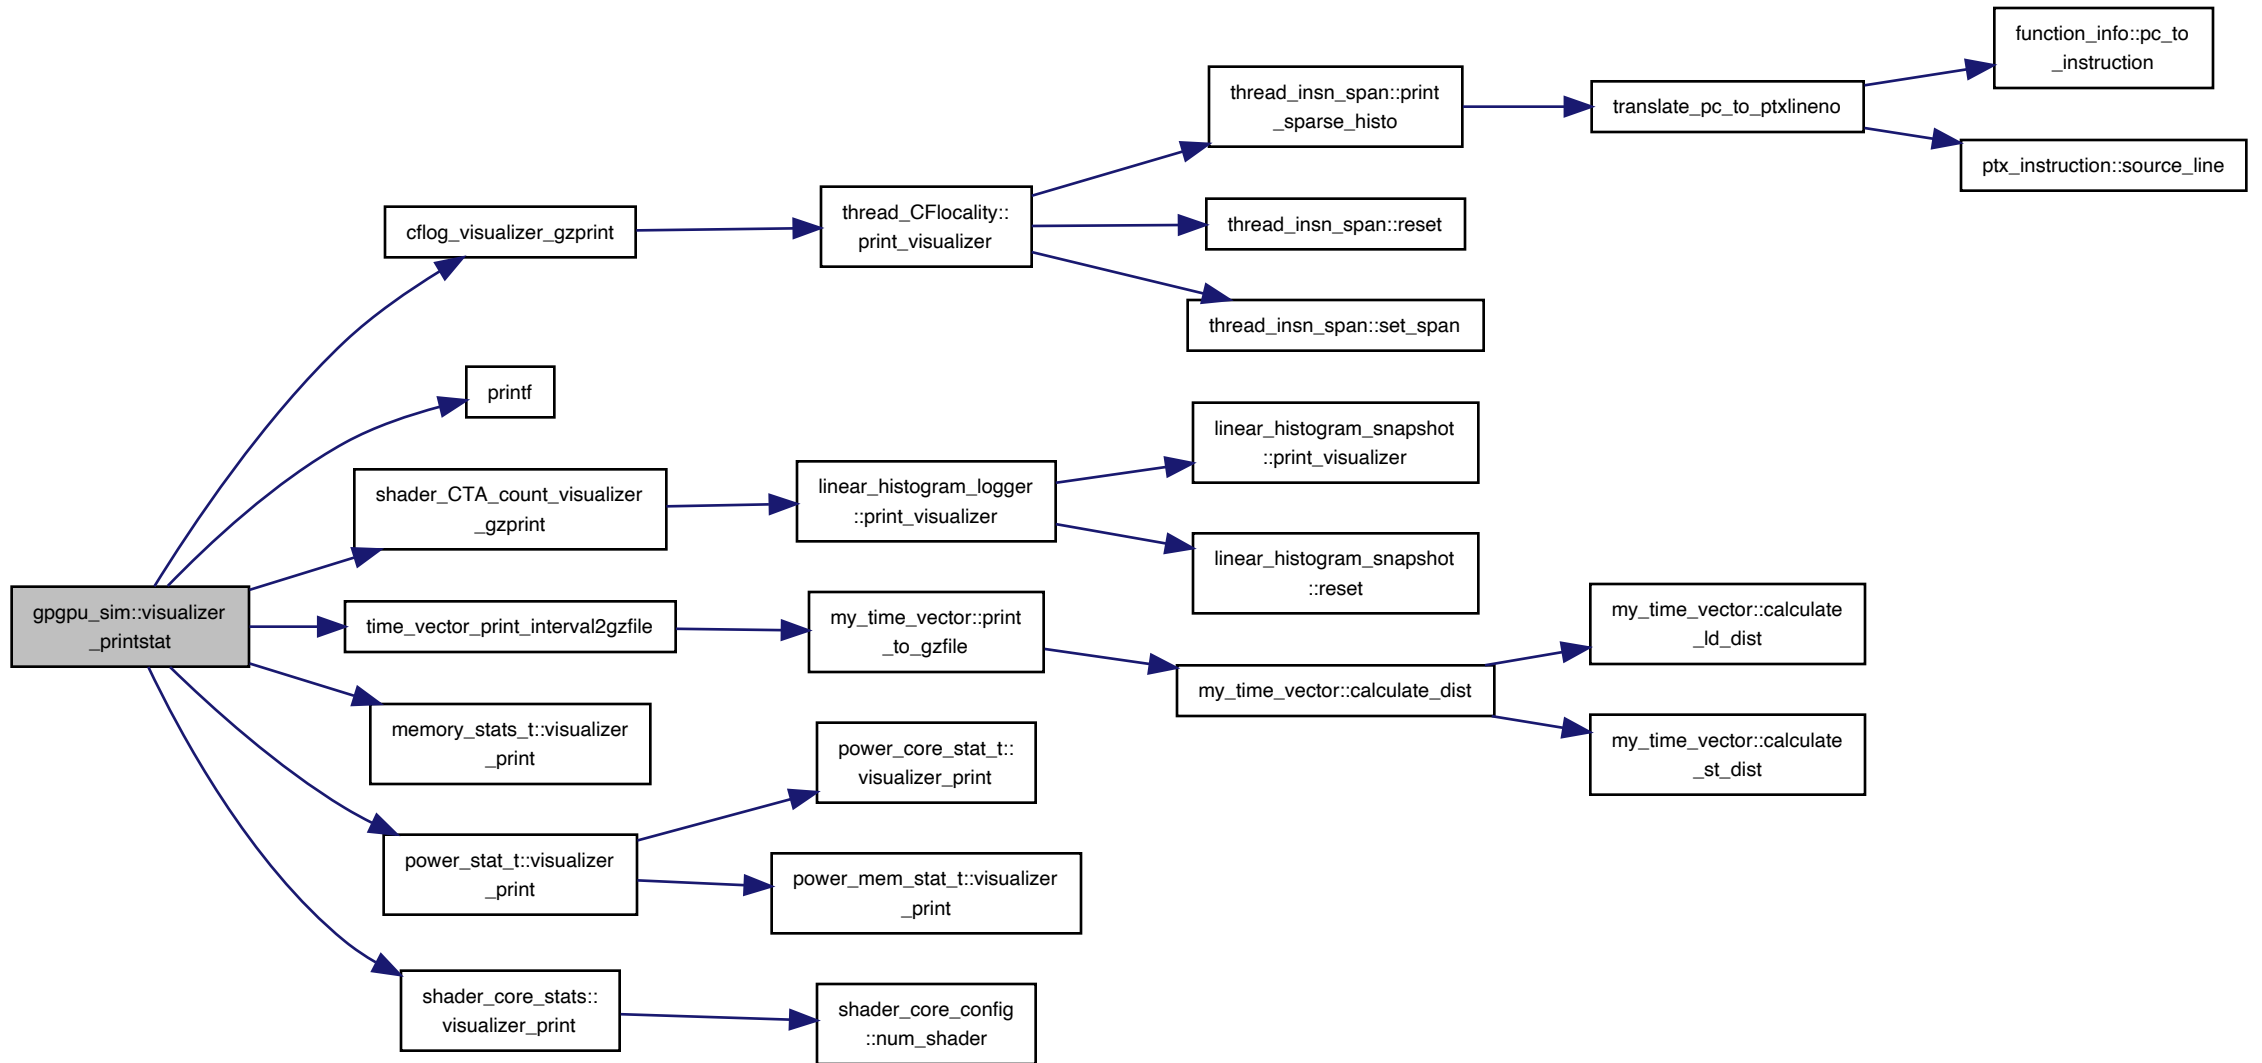 function_info::pc_to
_instruction
thread_insn_span::print
_sparse_histo
translate_pc_to_ptxlineno
ptx_instruction::source_line
cflog_visualizer_gzprint
thread_CFlocality::
print_visualizer
thread_insn_span::reset
thread_insn_span::set_span
printf
linear_histogram_snapshot
::print_visualizer
shader_CTA_count_visualizer
_gzprint
linear_histogram_logger
::print_visualizer
linear_histogram_snapshot
::reset
gpgpu_sim::visualizer
_printstat
time_vector_print_interval2gzfile
my_time_vector::print
_to_gzfile
my_time_vector::calculate
_ld_dist
my_time_vector::calculate_dist
memory_stats_t::visualizer
_print
power_core_stat_t::
visualizer_print
my_time_vector::calculate
_st_dist
power_stat_t::visualizer
_print
power_mem_stat_t::visualizer
_print
shader_core_stats::
visualizer_print
shader_core_config
::num_shader